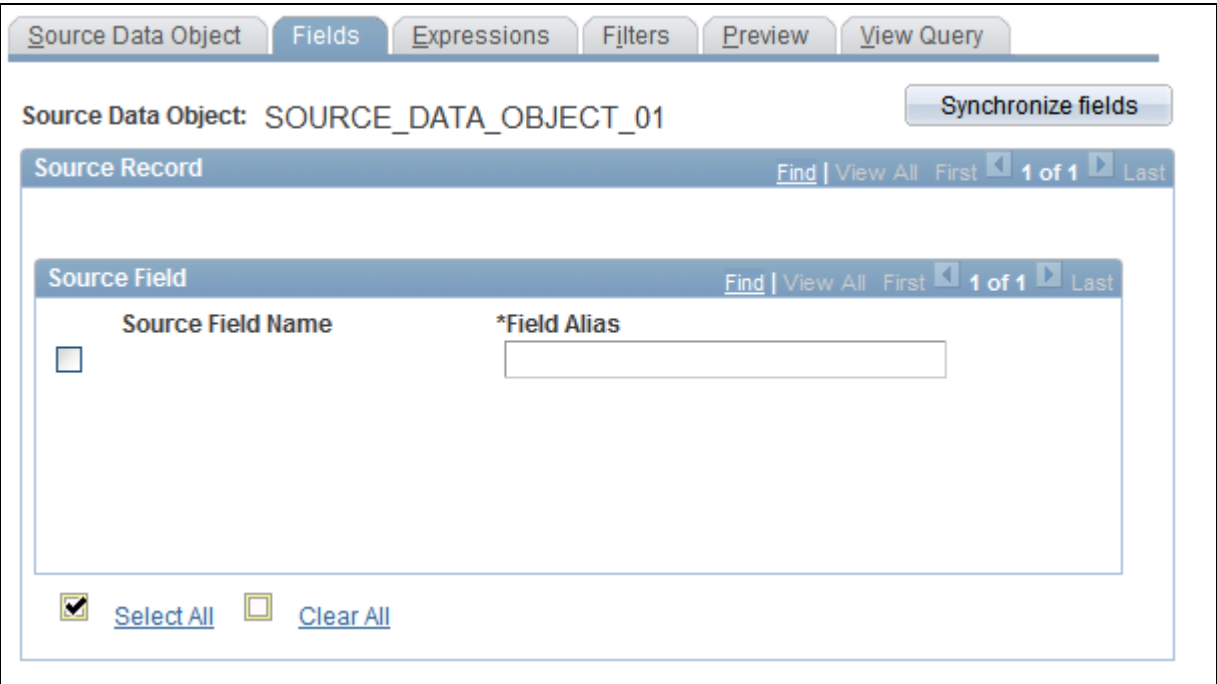 Source Data Object Fields Expressions Filters Preview View Query
Source Data Object: SOURCE_DATA_OBJECT_01 Synchronize fields
Source Record Find | View All First 1 of 1 Last
Source Field Find | View All First 1 of 1 Last
Source Field Name *Field Alias
Select All Clear All